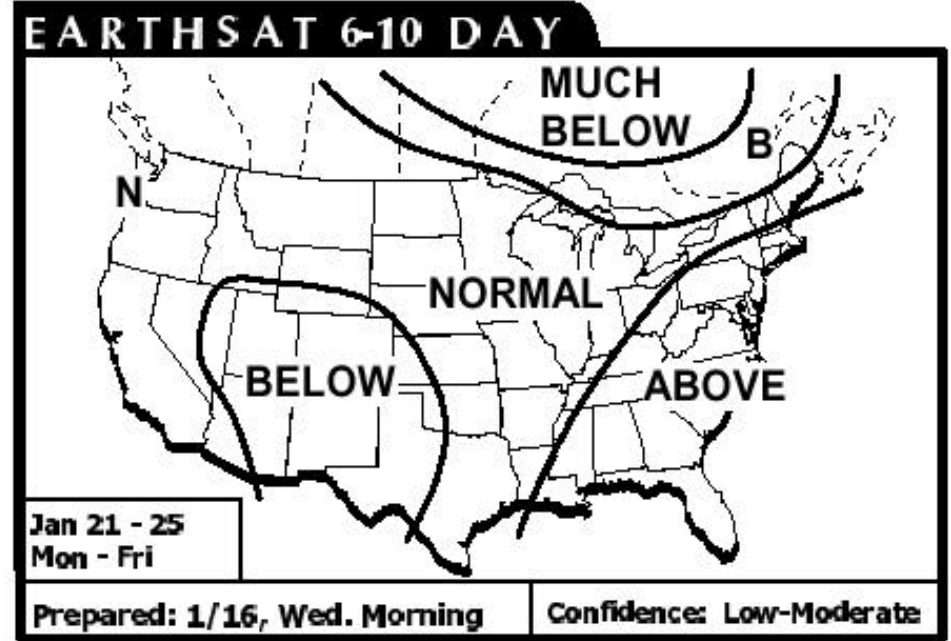 EARTHSAT 6-10 DAY
MUCH
BELOW
B
N
NORMAL
BELOW
ABOVE
Jan 21 - 25
Mon - Fri
Prepared: 1/16, Wed. Morning
Confidence: Low-Moderate